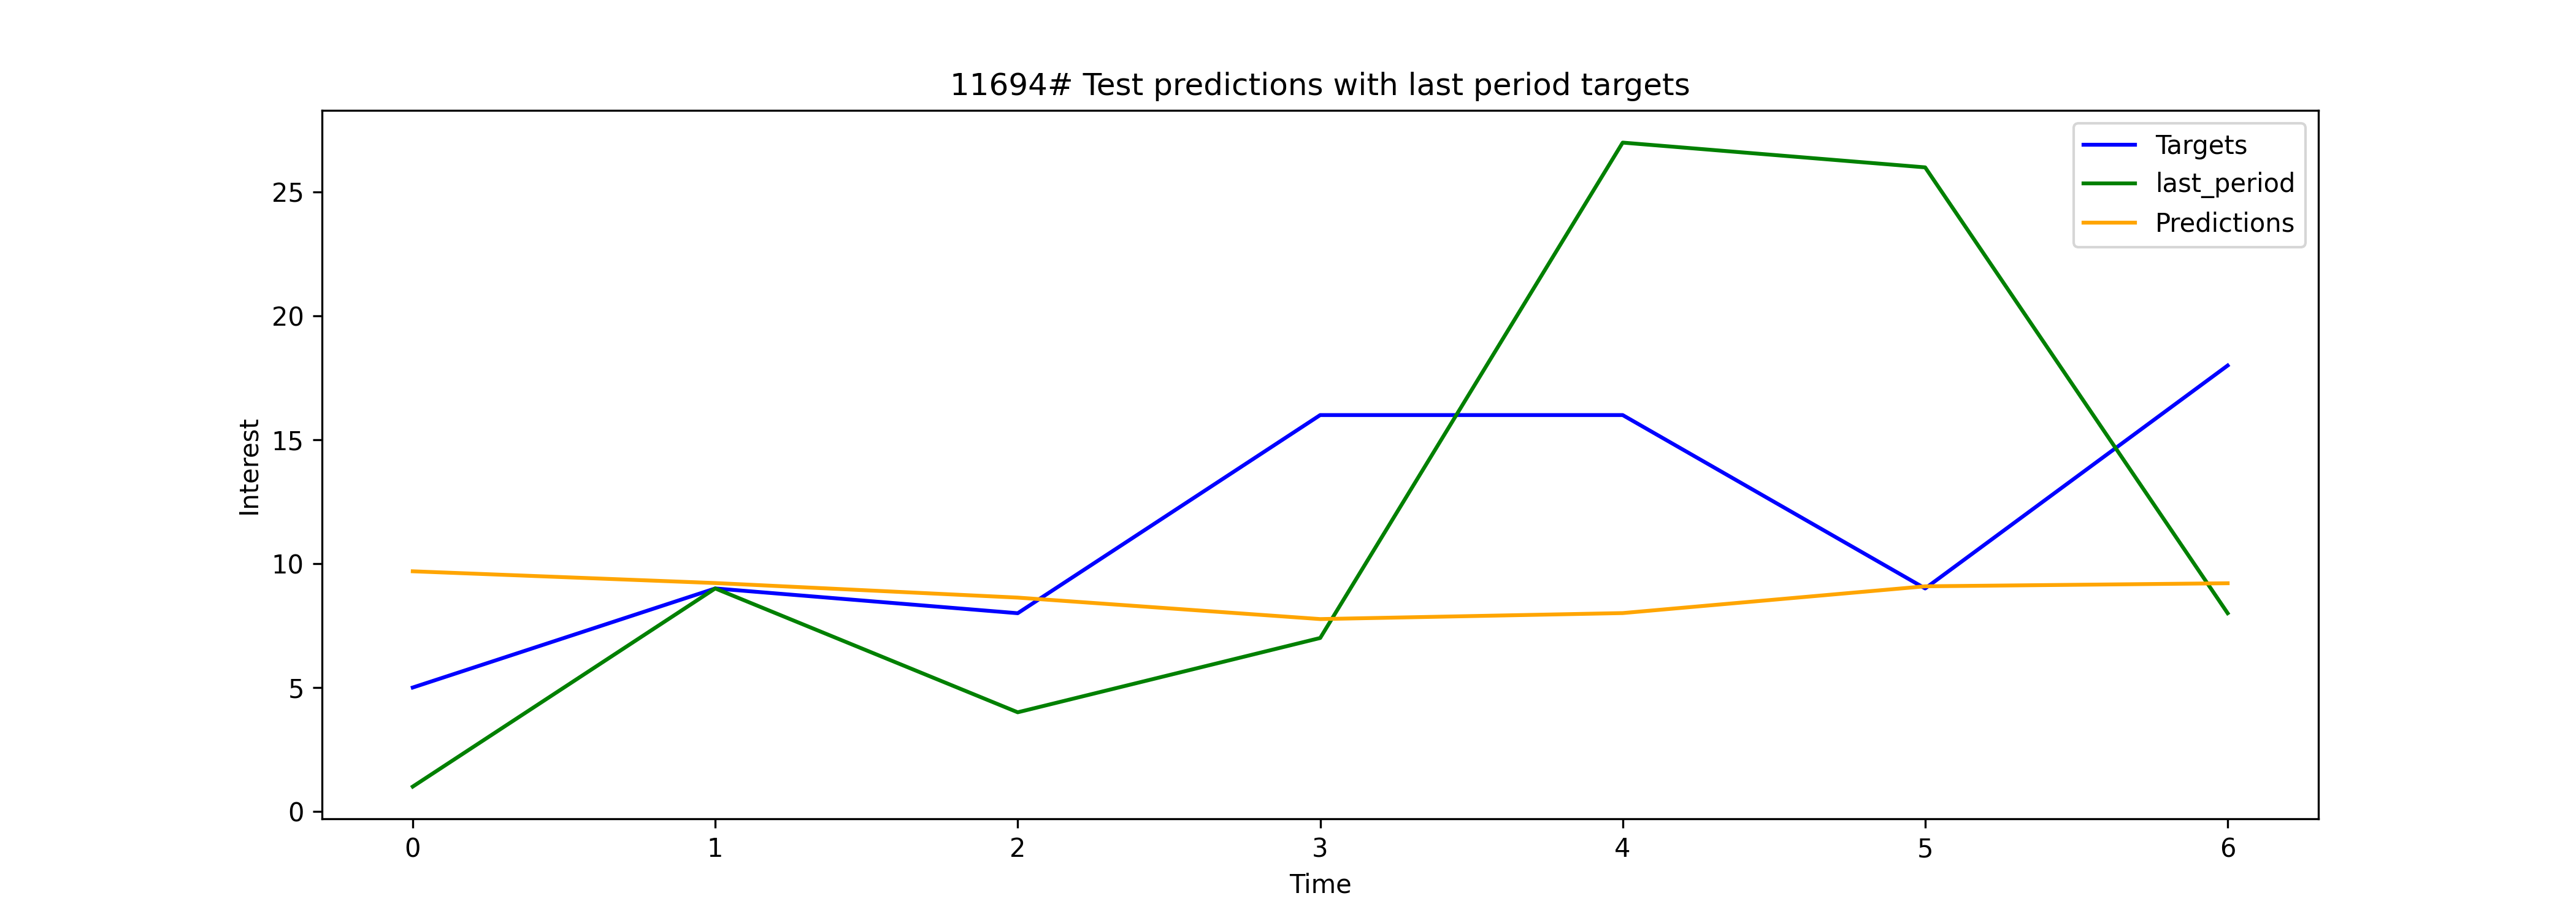 11694# Test predictions with last period targets
Targets
last_period
Predictions
Interest
25
20
15
10
5
0
0 1 2 3 4 5 6
Time